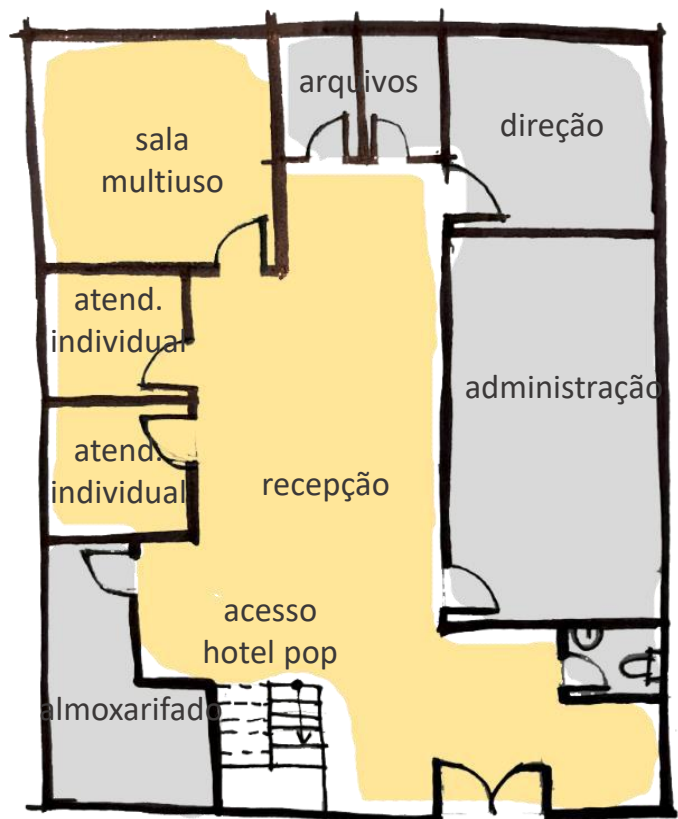 arquivos
direção
sala
multiuso
atend.
individual
administração
atend.
individual
recepção
acesso
hotel pop
almoxarifado